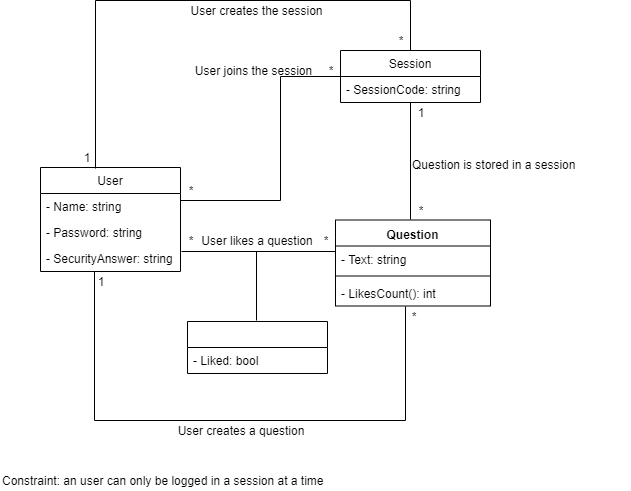 User creates the session
*
Session
User joins the session
*
- SessionCode: string
1
Question is stored in a session
1
User
*
- Name: string
*
Question
- Password: string
* User likes a question *
- Text: string
- SecurityAnswer: string
1
- LikesCount(): int
*
- Liked: bool
User creates a question
Constraint: an user can only be logged in a session at a time